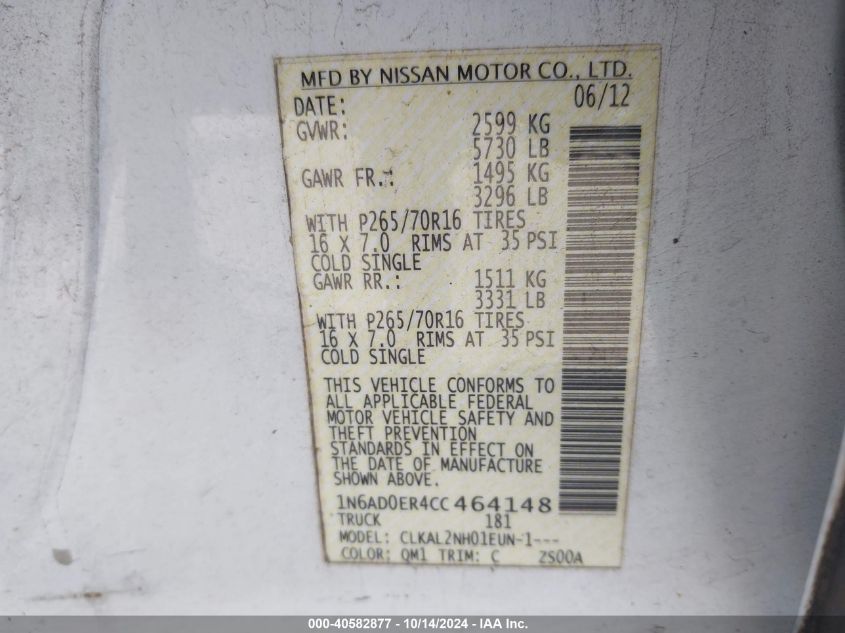 MFD BY NISSAN MOTOR CO., LTD.
DATE: 06/12
GVWR: 2599 KG
5730 LB
GAWR FR.: 1495 KG
3296 LB
WITH P265/70R16 TIRES
16 X 7.0 RIMS AT 35 PSI
COLD SINGLE
GAWR RR.: 1511 KG
3331 LB
WITH P265/70R16 TIRES
16 X 7.0 RIMS AT 35 PSI
COLD SINGLE
THIS VEHICLE CONFORMS TO
ALL APPLICABLE FEDERAL
MOTOR VEHICLE SAFETY AND
THEFT PREVENTION
STANDARDS IN EFFECT ON
THE DATE OF MANUFACTURE
SHOWN ABOVE.
1N6AD0ER4CC464148
TRUCK 181
MODEL: CLKAL2NH01EUN-1---
COLOR: QM1 TRIM: C ZS00A
000-40582877 - 10/14/2024 - IAA Inc.